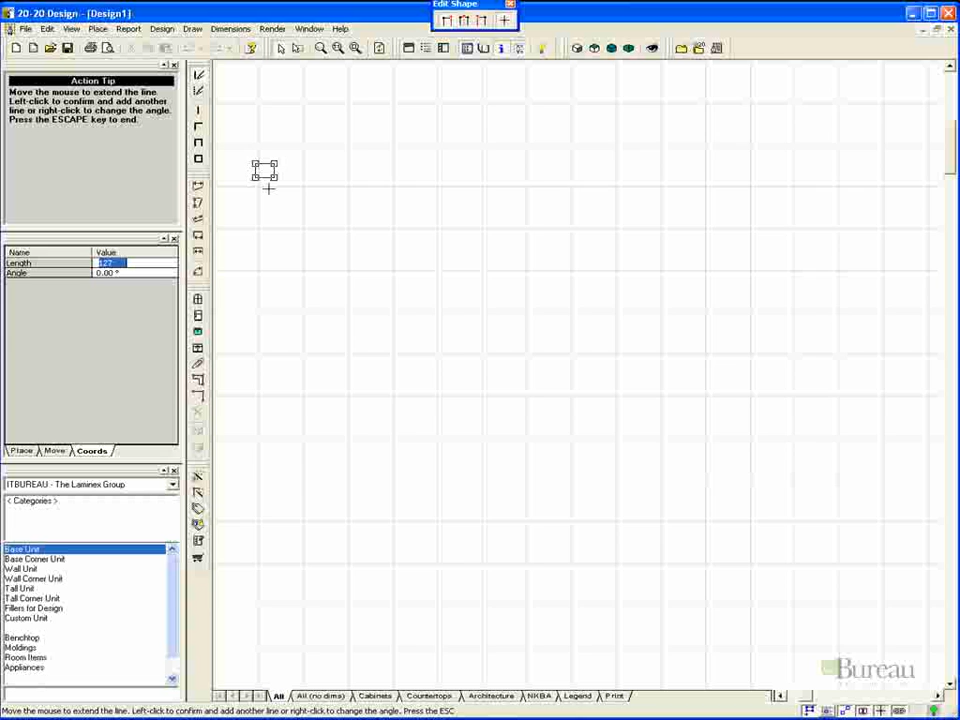 Edit Shape
20-20 Design - [Design1]
File Edit View Place Report Design Draw Dimensions Render Window Help
Action Tip
Move the mouse to extend the line.
Left-click to confirm and add another
line or right-click to change the angle.
Press the ESCAPE key to end.
Name Value
Length 127
Angle 0.00 °
Place Move Coords
ITBUREAU - The Laminex Group
< Categories >
Base Unit
Base Corner Unit
Wall Unit
Wall Corner Unit
Tall Unit
Tall Corner Unit
Fillers for Design
Custom Unit
Benchtop
Moldings
Room Items
Appliances
Bureau
All All (no dims) Cabinets Countertops Architecture NKBA Legend Print
Move the mouse to extend the line. Left-click to confirm and add another line or right-click to change the angle. Press the ESC